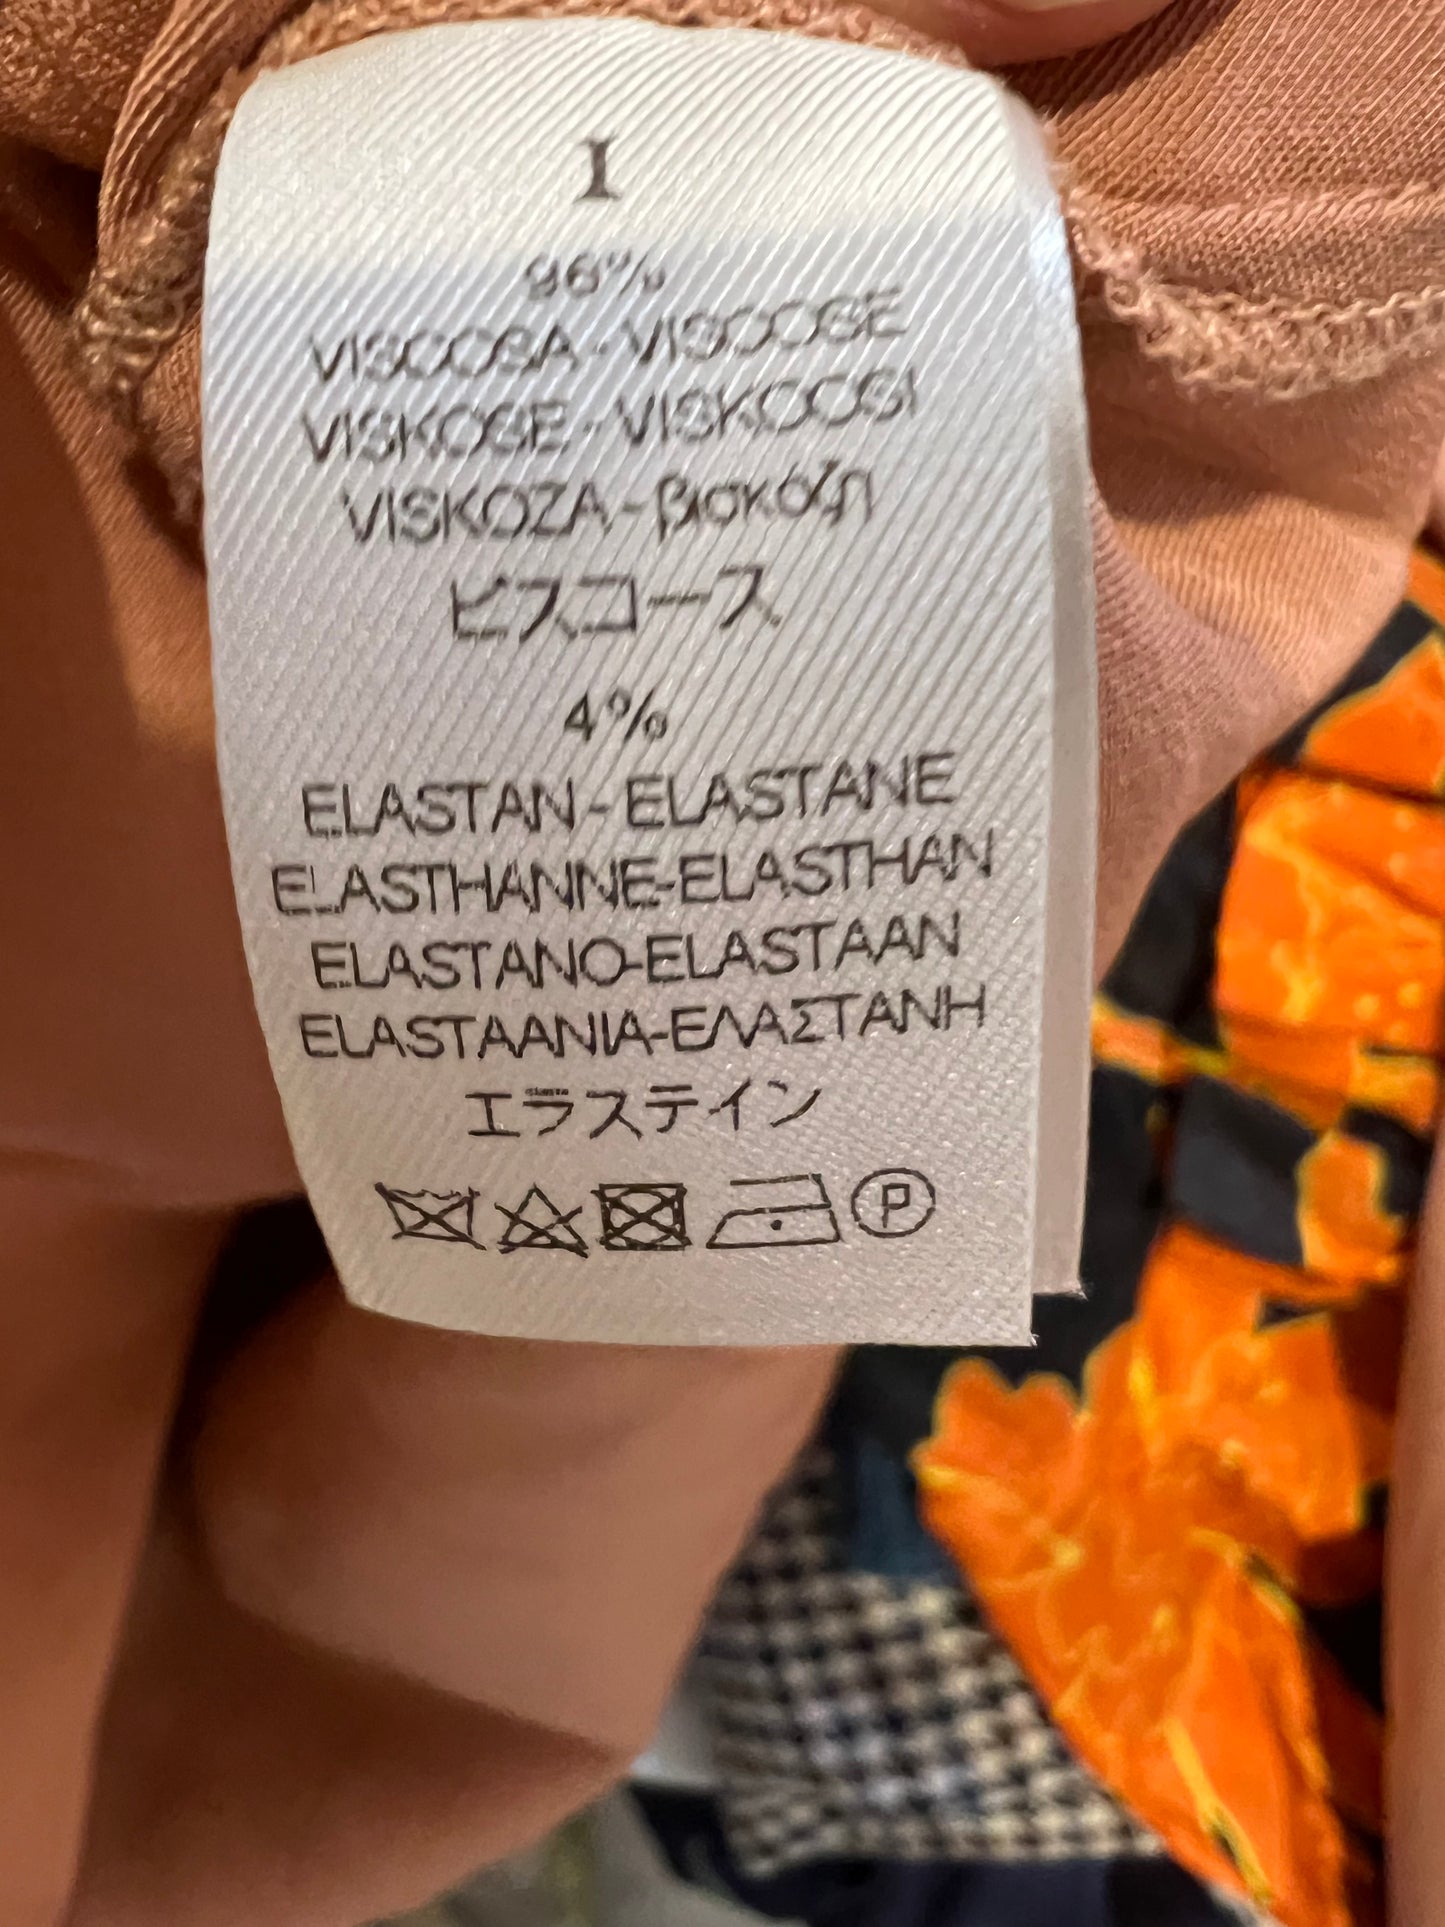 I
96%
VISCOSA - VISCOSE
VISKOSE - VISKOOSI
VISKOZA - βισκόζη
ビスコース
4%
ELASTAN - ELASTANE
ELASTHANNE-ELASTHAN
ELASTANO-ELASTAAN
ELASTAANIA-ΕΛΑΣΤΑΝΗ
エラステイン
P